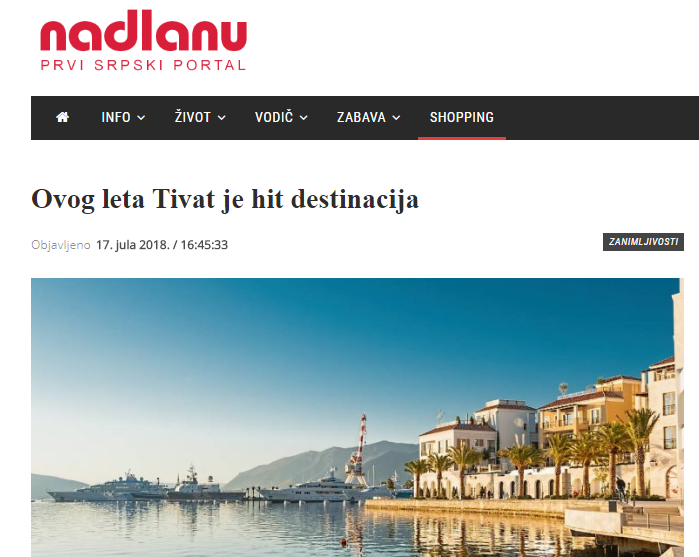 nadlanu
PRVI SRPSKI PORTAL
INFO ŽIVOT VODIČ ZABAVA SHOPPING
Ovog leta Tivat je hit destinacija
Objavljeno 17. jula 2018. / 16:45:33
ZANIMLJIVOSTI